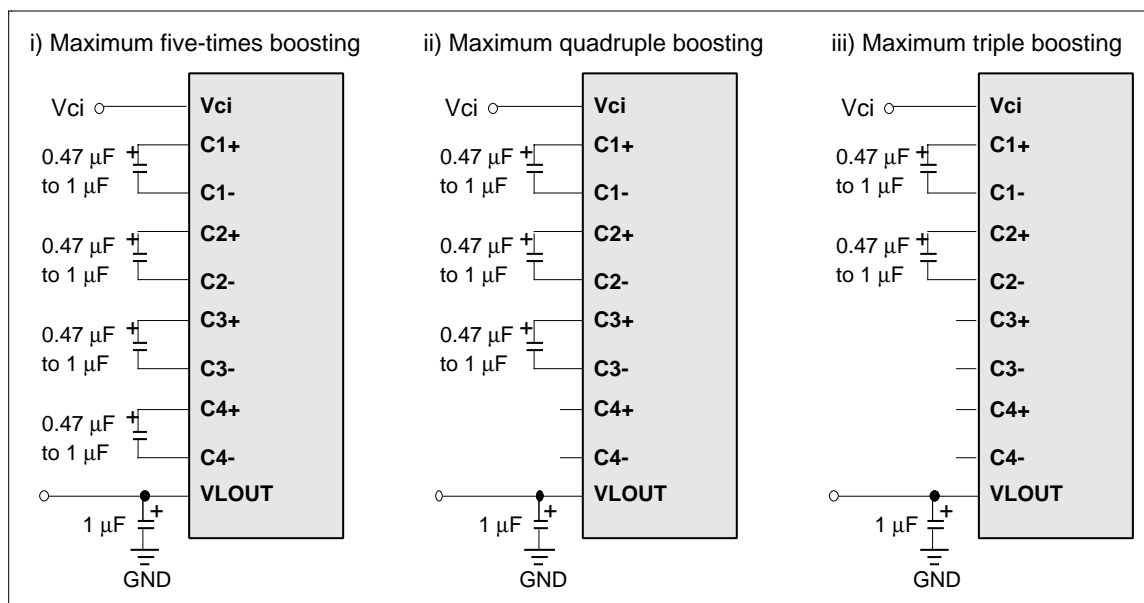 i) Maximum five-times boosting
Vci
Vci
0.47 μF
to 1 μF
+
C1+
C1-
0.47 μF
to 1 μF
+
C2+
C2-
0.47 μF
to 1 μF
+
C3+
C3-
0.47 μF
to 1 μF
+
C4+
C4-
VLOUT
1 μF
+
GND
ii) Maximum quadruple boosting
Vci
Vci
0.47 μF
to 1 μF
+
C1+
C1-
0.47 μF
to 1 μF
+
C2+
C2-
0.47 μF
to 1 μF
+
C3+
C3-
C4+
C4-
VLOUT
1 μF
+
GND
iii) Maximum triple boosting
Vci
Vci
0.47 μF
to 1 μF
+
C1+
C1-
0.47 μF
to 1 μF
+
C2+
C2-
C3+
C3-
C4+
C4-
VLOUT
1 μF
+
GND